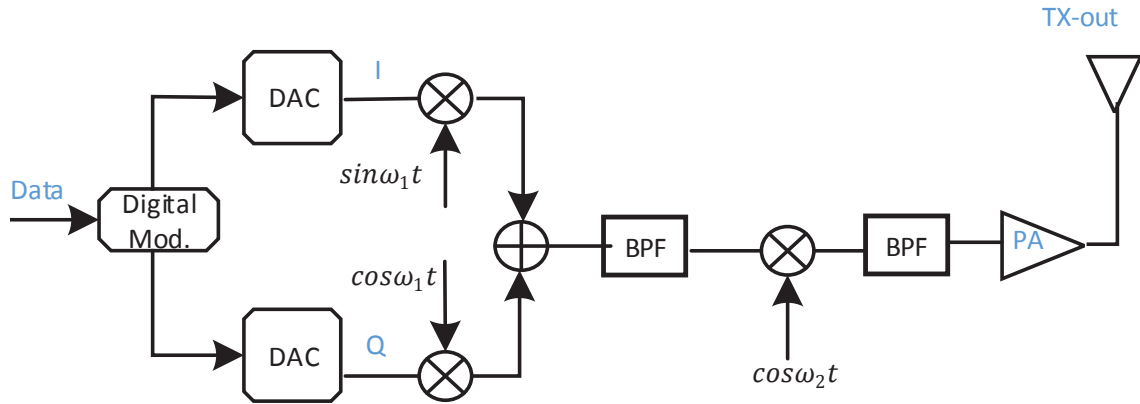 TX-out
DAC
I
sinω₁t
Data
Digital
Mod.
BPF
BPF
PA
cosω₁t
DAC
Q
cosω₂t